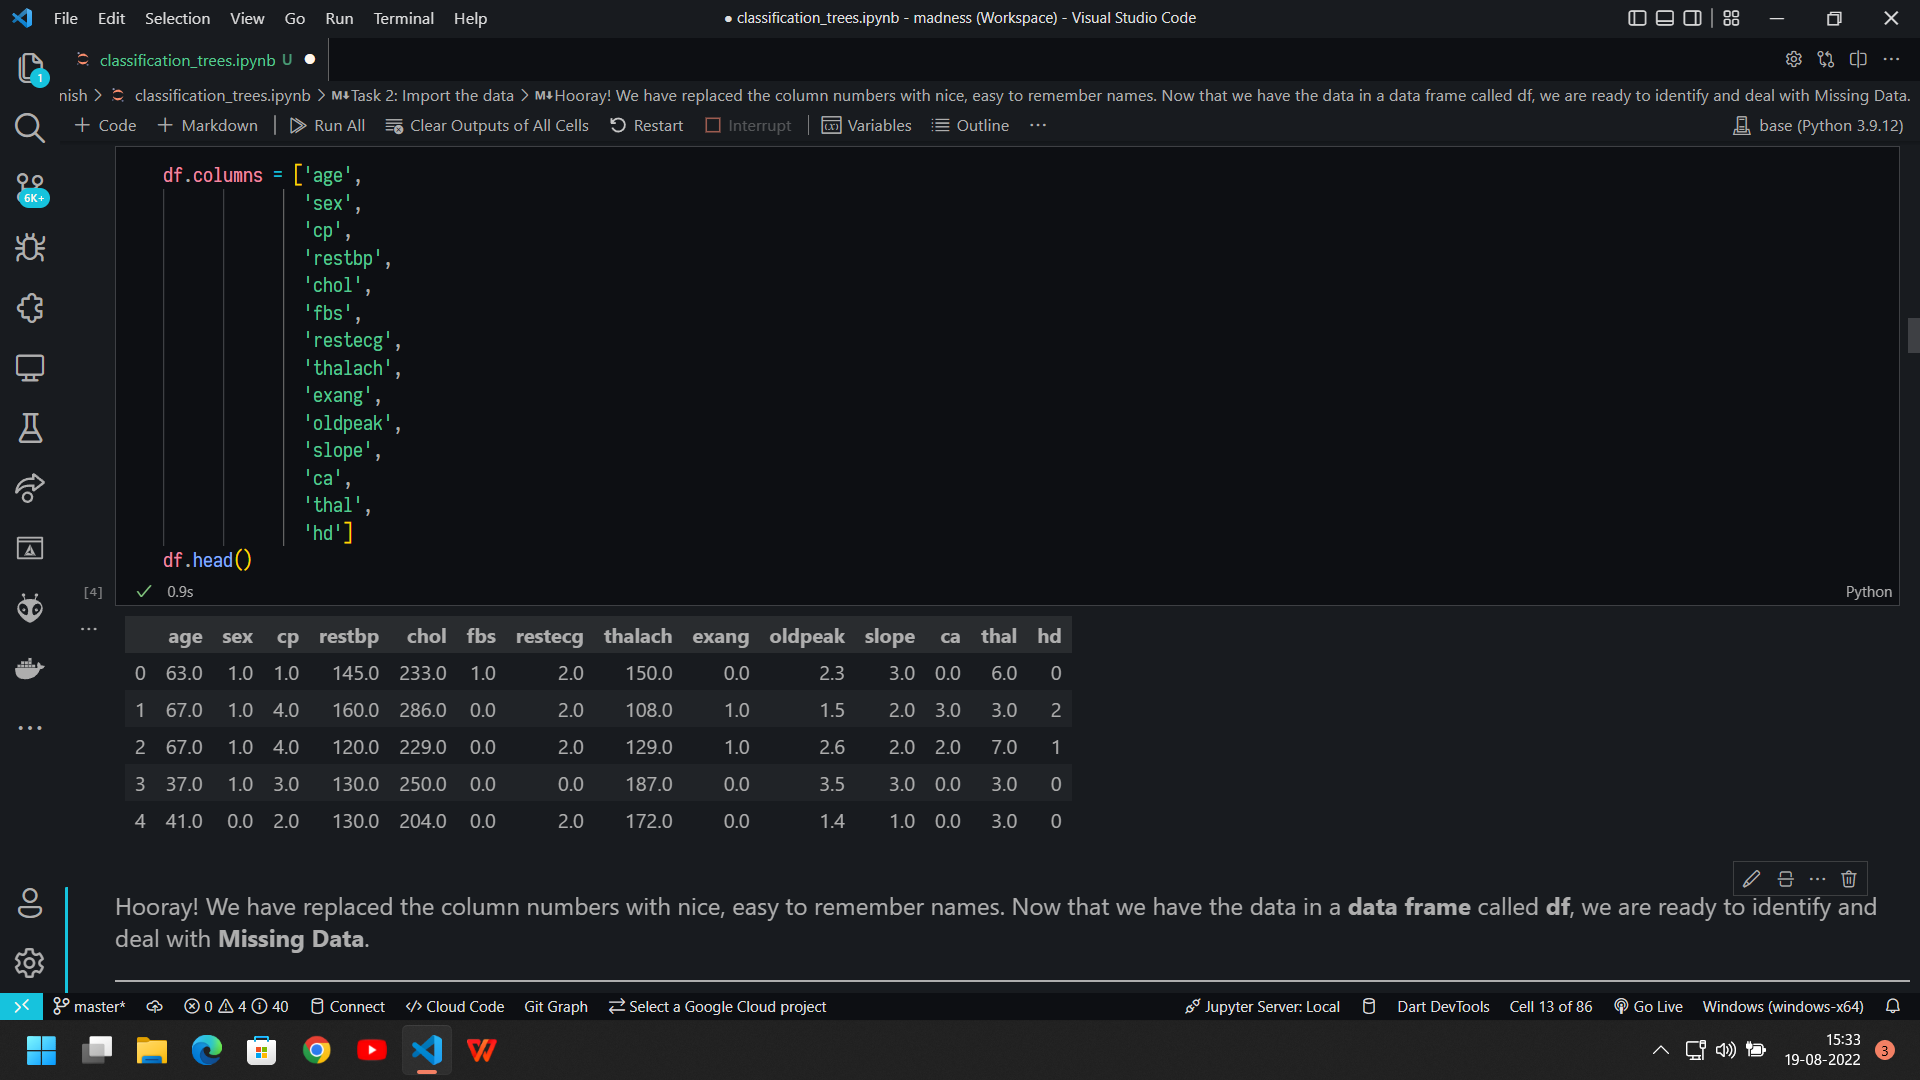 File Edit Selection View Go Run Terminal Help
● classification_trees.ipynb - madness (Workspace) - Visual Studio Code
classification_trees.ipynb U ●
nish > classification_trees.ipynb > M↓Task 2: Import the data > M↓Hooray! We have replaced the column numbers with nice, easy to remember names. Now that we have the data in a data frame called df, we are ready to identify and deal with Missing Data.
+ Code + Markdown | Run All Clear Outputs of All Cells Restart Interrupt | Variables Outline ... base (Python 3.9.12)
1
6K+
df.columns = ['age',
'sex',
'cp',
'restbp',
'chol',
'fbs',
'restecg',
'thalach',
'exang',
'oldpeak',
'slope',
'ca',
'thal',
'hd']
df.head()
[4] ✓ 0.9s Python
age sex cp restbp chol fbs restecg thalach exang oldpeak slope ca thal hd
0 63.0 1.0 1.0 145.0 233.0 1.0 2.0 150.0 0.0 2.3 3.0 0.0 6.0 0
1 67.0 1.0 4.0 160.0 286.0 0.0 2.0 108.0 1.0 1.5 2.0 3.0 3.0 2
2 67.0 1.0 4.0 120.0 229.0 0.0 2.0 129.0 1.0 2.6 2.0 2.0 7.0 1
3 37.0 1.0 3.0 130.0 250.0 0.0 0.0 187.0 0.0 3.5 3.0 0.0 3.0 0
4 41.0 0.0 2.0 130.0 204.0 0.0 2.0 172.0 0.0 1.4 1.0 0.0 3.0 0
Hooray! We have replaced the column numbers with nice, easy to remember names. Now that we have the data in a data frame called df, we are ready to identify and
deal with Missing Data.
master* 0 4 40 Connect Cloud Code Git Graph Select a Google Cloud project Jupyter Server: Local Dart DevTools Cell 13 of 86 Go Live Windows (windows-x64)
15:33
19-08-2022
3